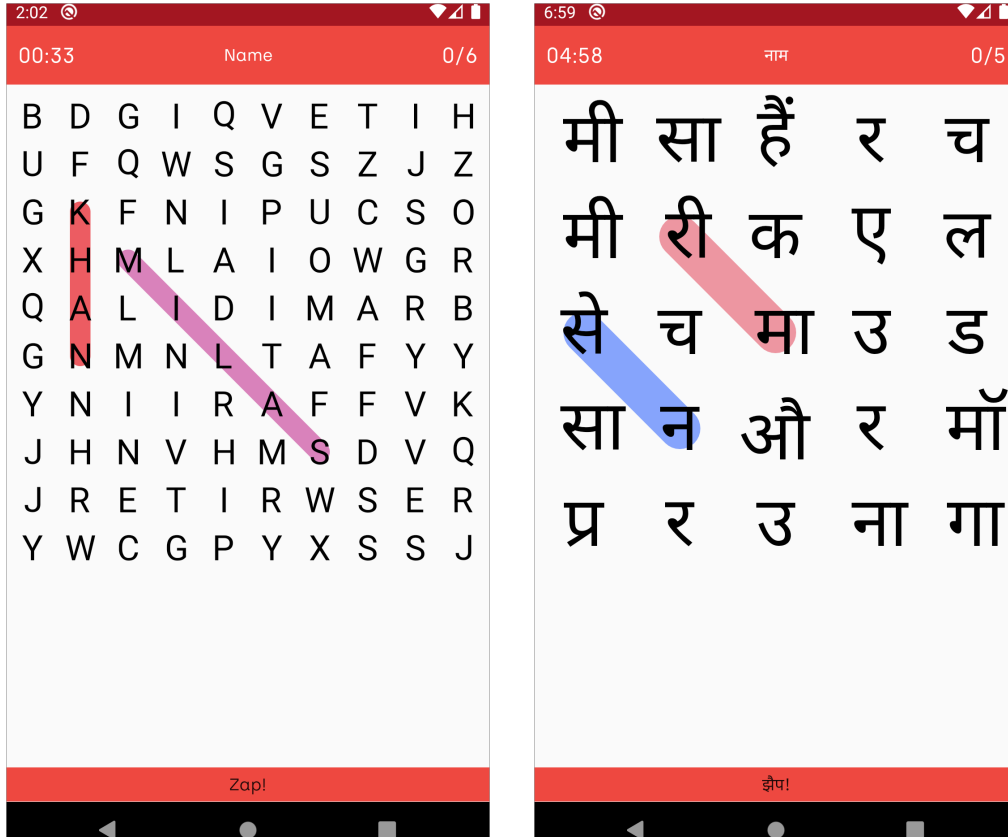 2:02
00:33 Name 0/6
B D G I Q V E T I H
U F Q W S G S Z J Z
G K F N I P U C S O
X H M L A I O W G R
Q A L I D I M A R B
G N M N L T A F Y Y
Y N I I R A F F V K
J H N V H M S D V Q
J R E T I R W S E R
Y W C G P Y X S S J
Zap!
6:59
04:58 नाम 0/5
मी सा हैं र च
मी री क ए ल
से च मा उ ड
सा न औ र मॉ
प्र र उ ना गा
झैप!